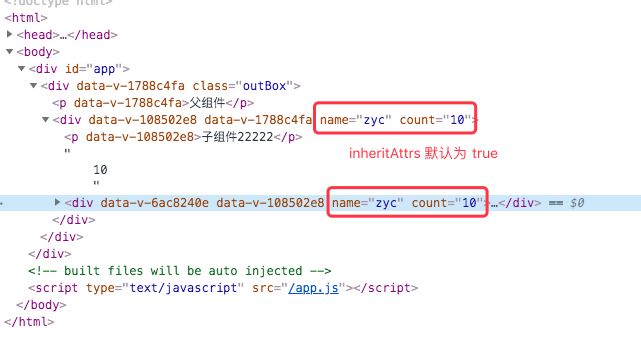 <!doctype html>
<html>
<head>…</head>
<body>
<div id="app">
<div data-v-1788c4fa class="outBox">
<p data-v-1788c4fa>父组件</p>
<div data-v-108502e8 data-v-1788c4fa name="zyc" count="10">
<p data-v-108502e8>子组件22222</p>
inheritAttrs 默认为 true
"
10
"
<div data-v-6ac8240e data-v-108502e8 name="zyc" count="10">…</div> == $0
</div>
</div>
</div>
<!-- built files will be auto injected -->
<script type="text/javascript" src="/app.js"></script>
</body>
</html>